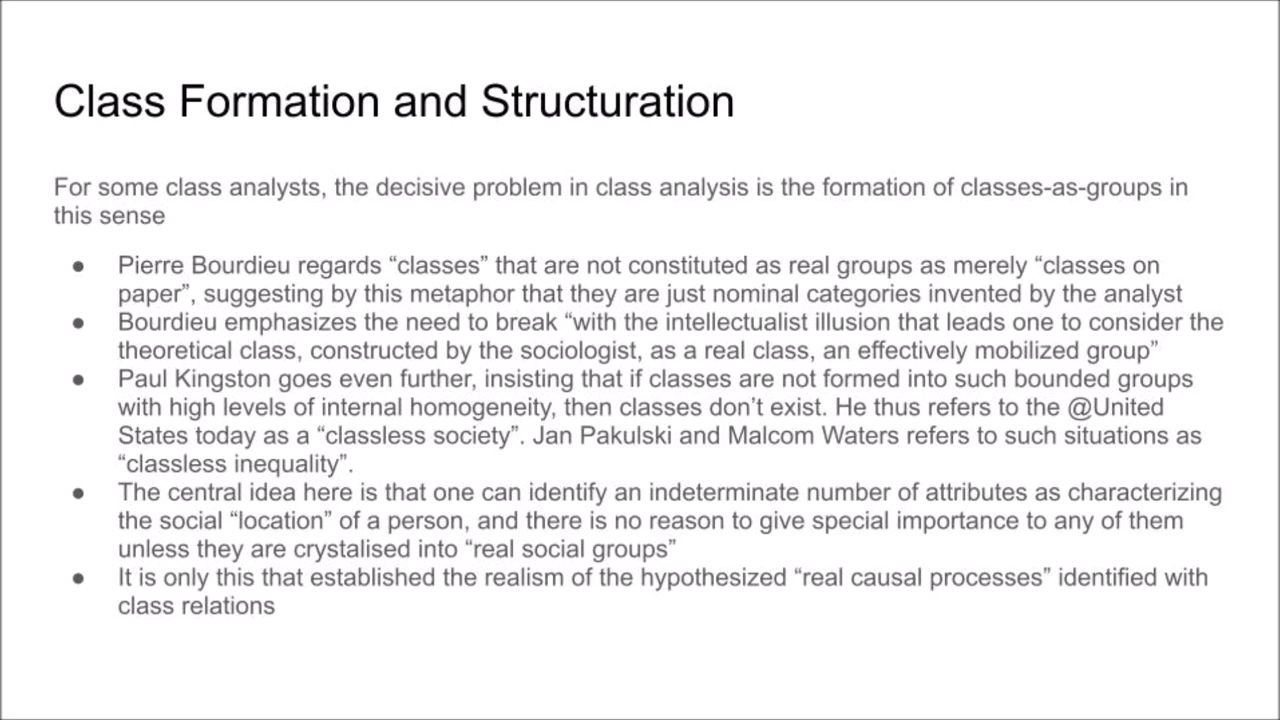 Class Formation and Structuration
For some class analysts, the decisive problem in class analysis is the formation of classes-as-groups in
this sense
● Pierre Bourdieu regards “classes” that are not constituted as real groups as merely “classes on
paper”, suggesting by this metaphor that they are just nominal categories invented by the analyst
● Bourdieu emphasizes the need to break “with the intellectualist illusion that leads one to consider the
theoretical class, constructed by the sociologist, as a real class, an effectively mobilized group”
● Paul Kingston goes even further, insisting that if classes are not formed into such bounded groups
with high levels of internal homogeneity, then classes don’t exist. He thus refers to the @United
States today as a “classless society”. Jan Pakulski and Malcom Waters refers to such situations as
“classless inequality”.
● The central idea here is that one can identify an indeterminate number of attributes as characterizing
the social “location” of a person, and there is no reason to give special importance to any of them
unless they are crystalised into “real social groups”
● It is only this that established the realism of the hypothesized “real causal processes” identified with
class relations